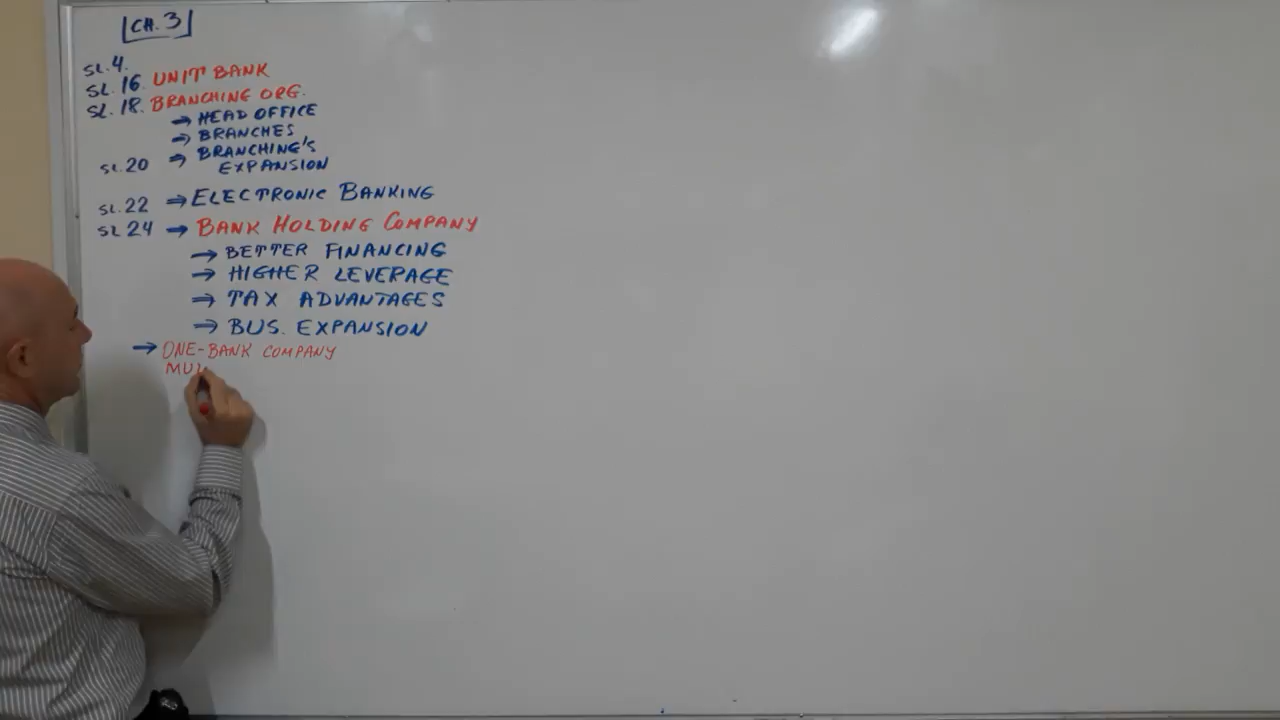 CH. 3
SL. 4.
SL. 16. UNIT BANK
SL. 18. BRANCHING ORG.
→ HEAD OFFICE
→ BRANCHES
SL. 20 → BRANCHING'S
EXPANSION
SL. 22 → ELECTRONIC BANKING
SL 24 → BANK HOLDING COMPANY
→ BETTER FINANCING
→ HIGHER LEVERAGE
→ TAX ADVANTAGES
→ BUS. EXPANSION
→ ONE-BANK COMPANY
MUL